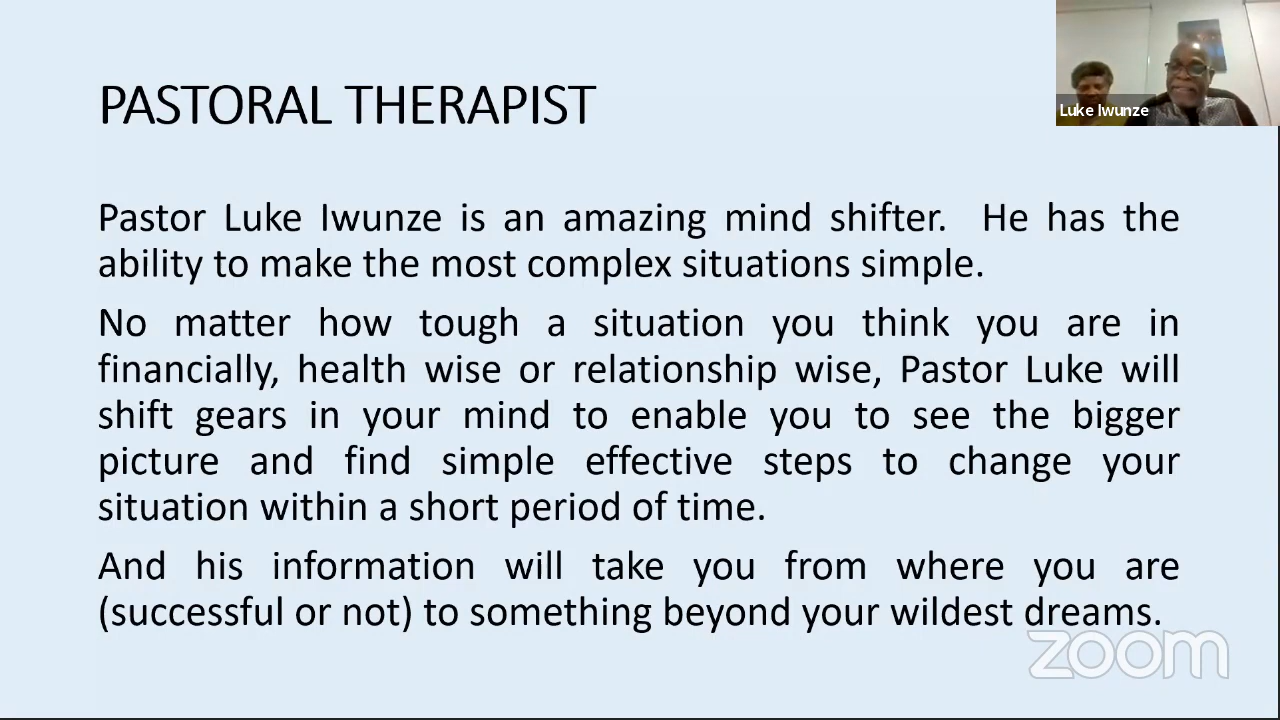 PASTORAL THERAPIST
Luke Iwunze
Pastor Luke Iwunze is an amazing mind shifter. He has the
ability to make the most complex situations simple.
No matter how tough a situation you think you are in
financially, health wise or relationship wise, Pastor Luke will
shift gears in your mind to enable you to see the bigger
picture and find simple effective steps to change your
situation within a short period of time.
And his information will take you from where you are
(successful or not) to something beyond your wildest dreams.
zoom